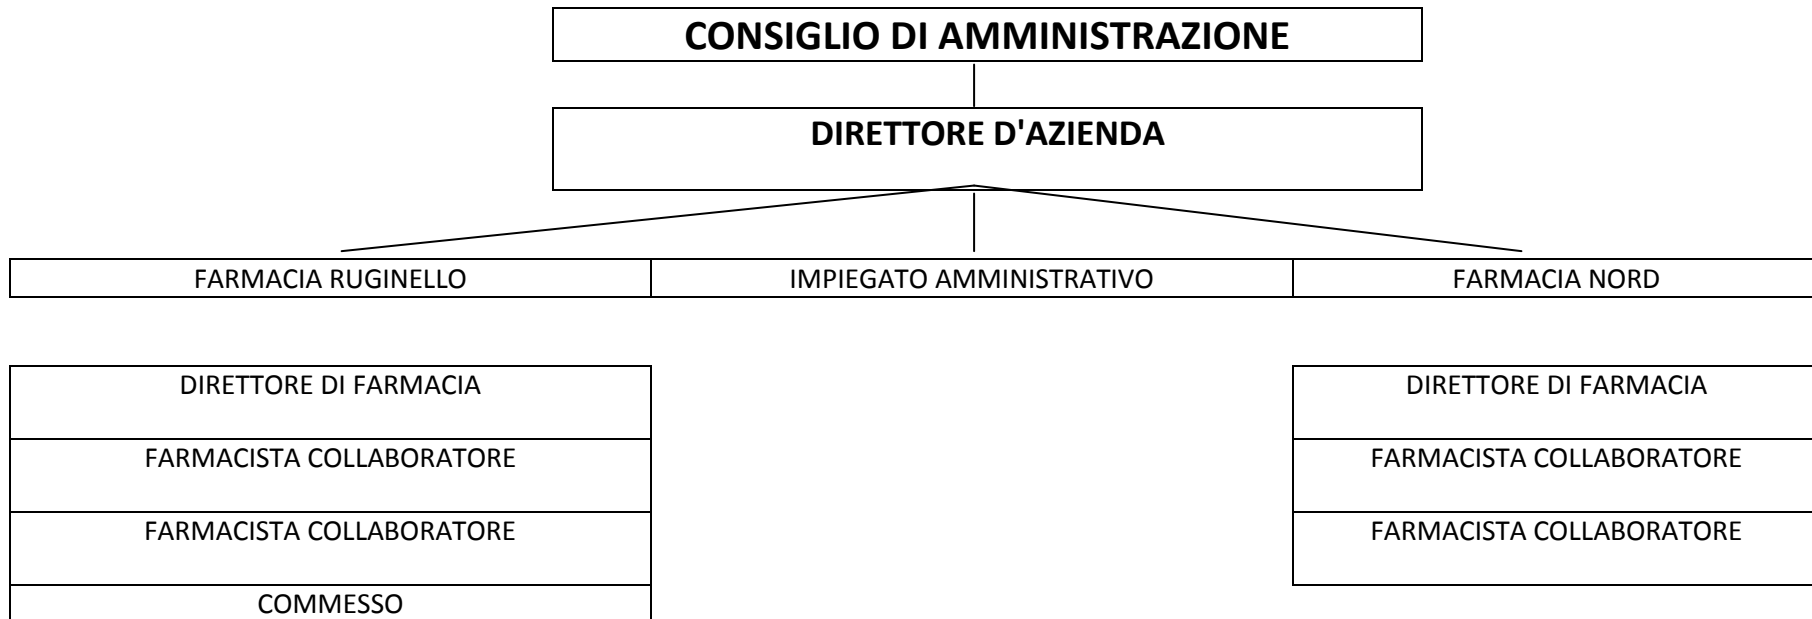 CONSIGLIO DI AMMINISTRAZIONE
DIRETTORE D'AZIENDA
FARMACIA RUGINELLO
IMPIEGATO AMMINISTRATIVO
FARMACIA NORD
DIRETTORE DI FARMACIA
DIRETTORE DI FARMACIA
FARMACISTA COLLABORATORE
FARMACISTA COLLABORATORE
FARMACISTA COLLABORATORE
FARMACISTA COLLABORATORE
COMMESSO